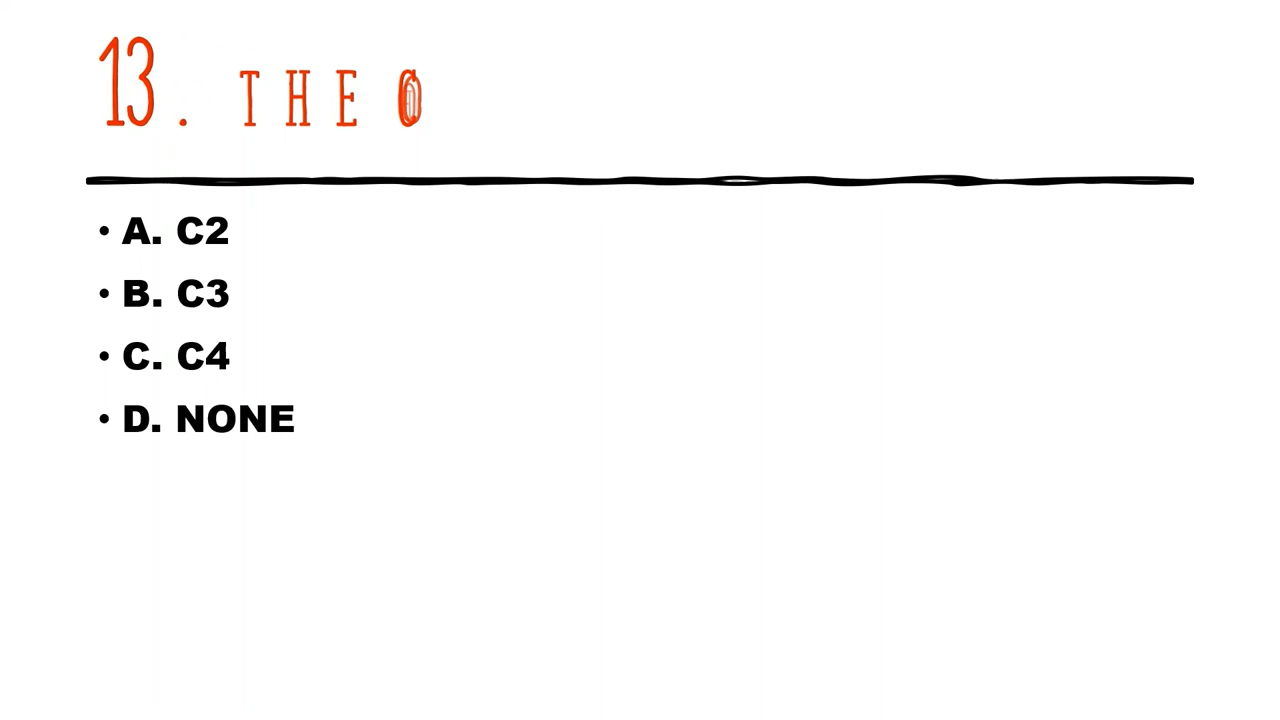 13. THE
• A. C2
• B. C3
• C. C4
• D. NONE